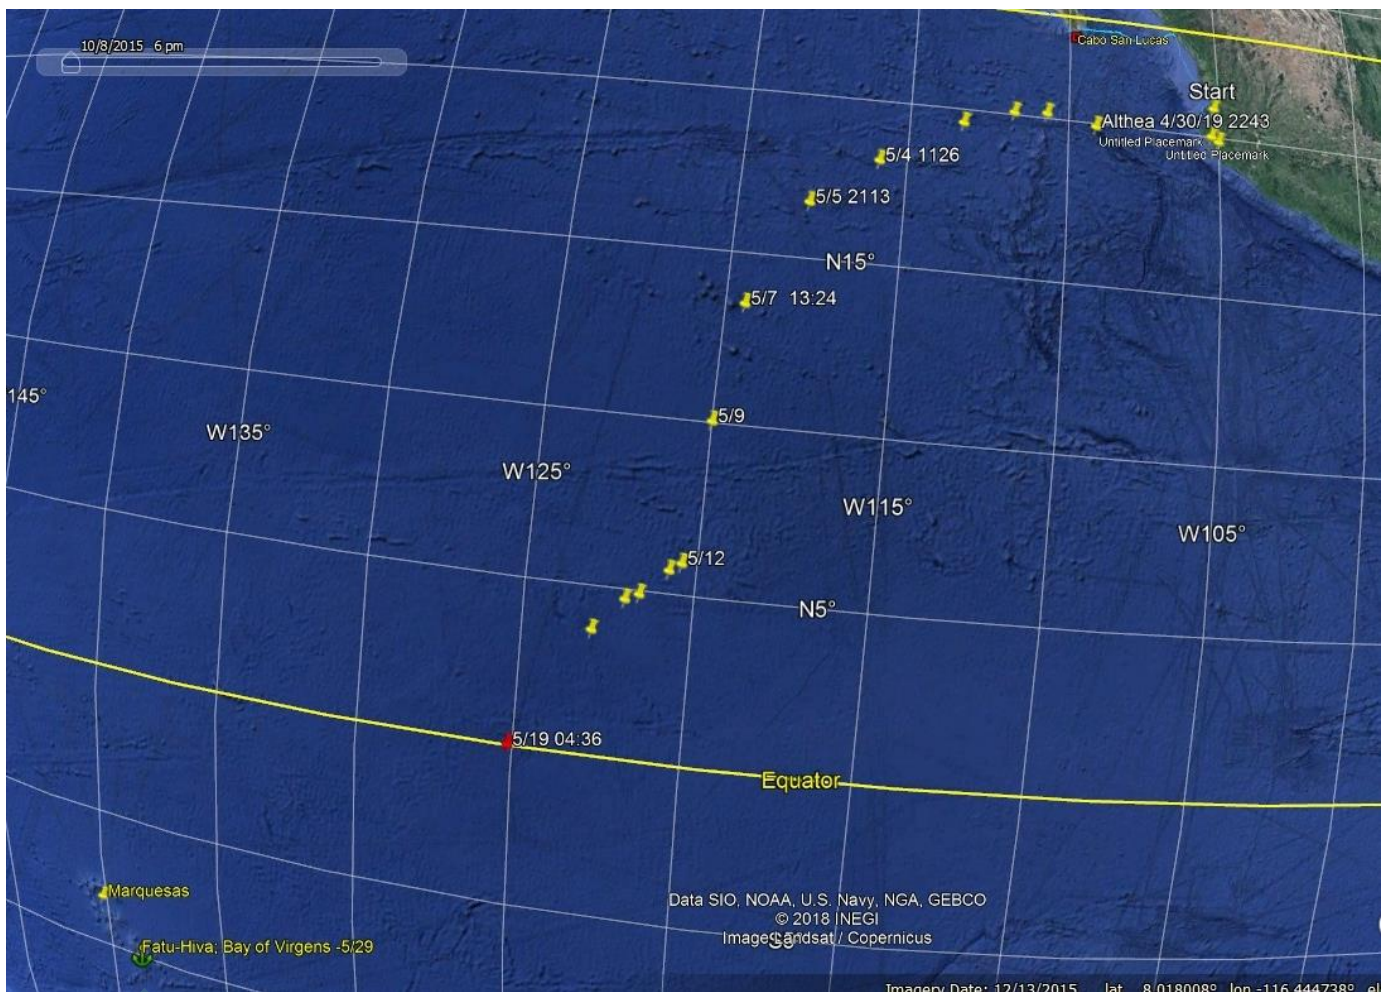 10/8/2015 6 pm
Cabo San Lucas
Start
Althea 4/30/19 2243
Untitled Placemark
Untitled Placemark
5/4 1126
5/5 2113
N15°
5/7 13:24
145°
5/9
W135°
W125°
W115°
W105°
5/12
N5°
5/19 04:36
Equator
Marquesas
Fatu-Hiva; Bay of Virgens -5/29
Data SIO, NOAA, U.S. Navy, NGA, GEBCO
© 2018 INEGI
Image Landsat / Copernicus
S5°
Imagery Date: 12/13/2015 lat 8.018008° lon -116.444738° el